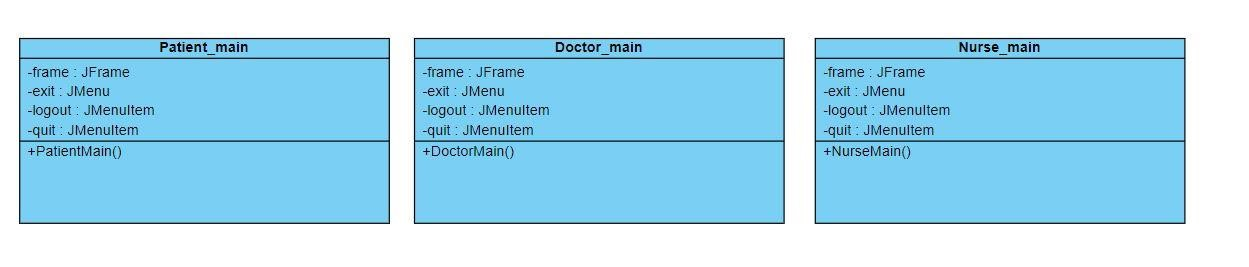 Patient_main
-frame : JFrame
-exit : JMenu
-logout : JMenuItem
-quit : JMenuItem
+PatientMain()
Doctor_main
-frame : JFrame
-exit : JMenu
-logout : JMenuItem
-quit : JMenuItem
+DoctorMain()
Nurse_main
-frame : JFrame
-exit : JMenu
-logout : JMenuItem
-quit : JMenuItem
+NurseMain()